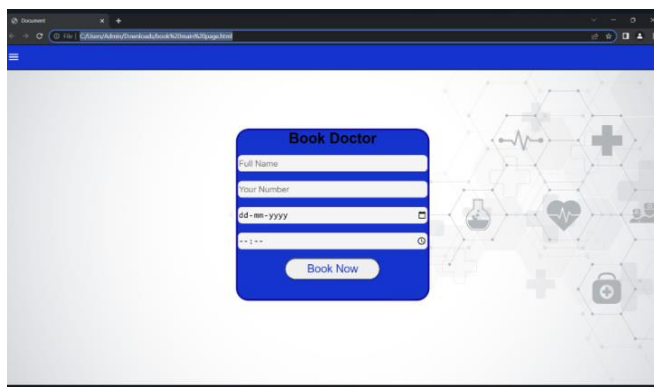 Document
File C:/Users/Admin/Downloads/book%20main%20page.html
Book Doctor
Full Name
Your Number
dd-mm-yyyy
--:--
Book Now